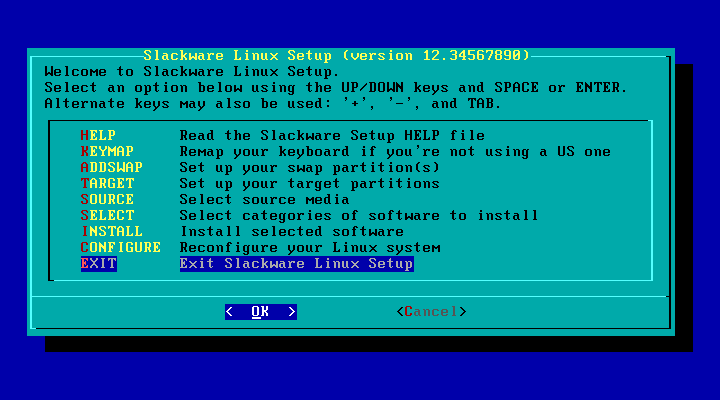 Slackware Linux Setup (version 12.34567890)
Welcome to Slackware Linux Setup.
Select an option below using the UP/DOWN keys and SPACE or ENTER.
Alternate keys may also be used: '+', '-', and TAB.
HELP Read the Slackware Setup HELP file
KEYMAP Remap your keyboard if you're not using a US one
ADDSWAP Set up your swap partition(s)
TARGET Set up your target partitions
SOURCE Select source media
SELECT Select categories of software to install
INSTALL Install selected software
CONFIGURE Reconfigure your Linux system
EXIT Exit Slackware Linux Setup
< OK > <Cancel>